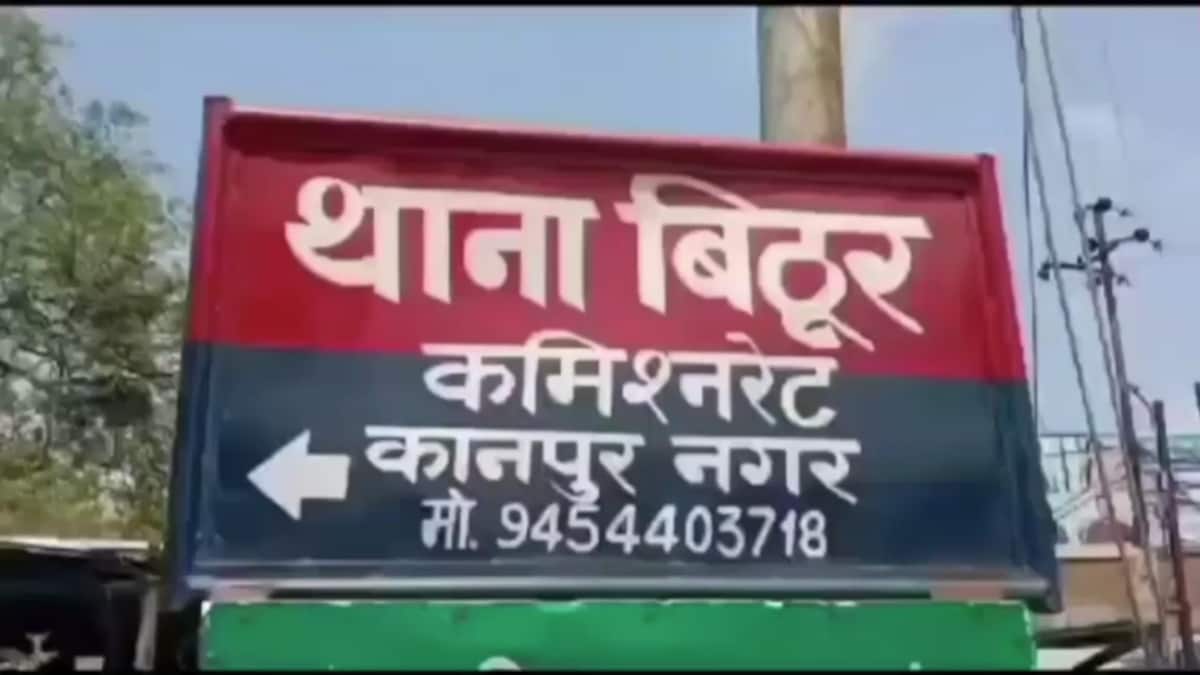 थाना बिठूर
कमिश्नरेट
कानपुर नगर
मो. 9454403718